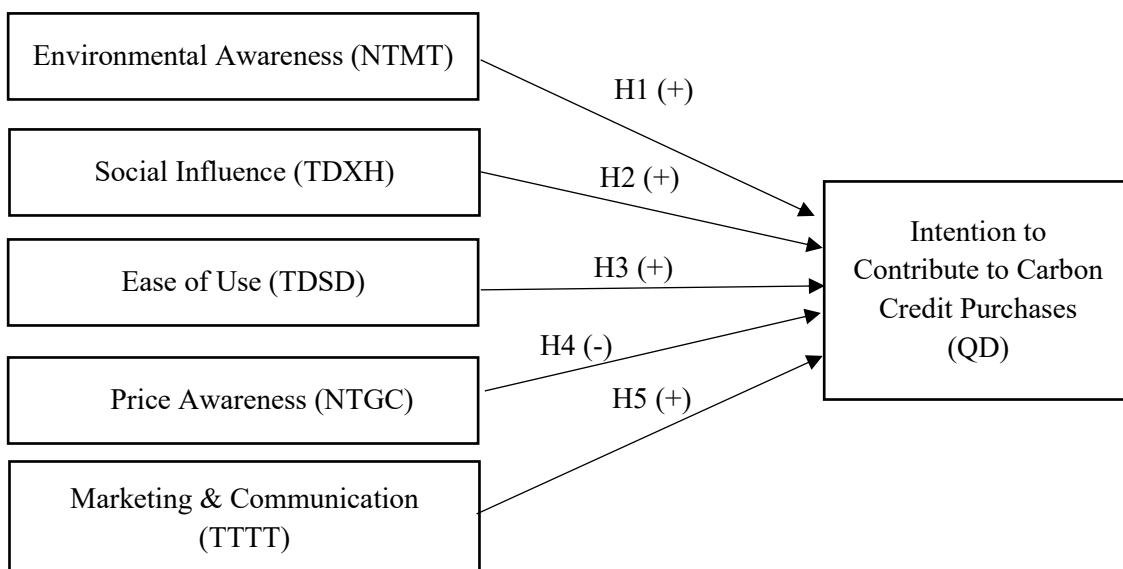 Environmental Awareness (NTMT)
H1 (+)
Social Influence (TDXH)
H2 (+)
Ease of Use (TDSD)
H3 (+)
Price Awareness (NTGC)
H4 (-)
Marketing & Communication
(TTTT)
H5 (+)
Intention to
Contribute to Carbon
Credit Purchases
(QD)